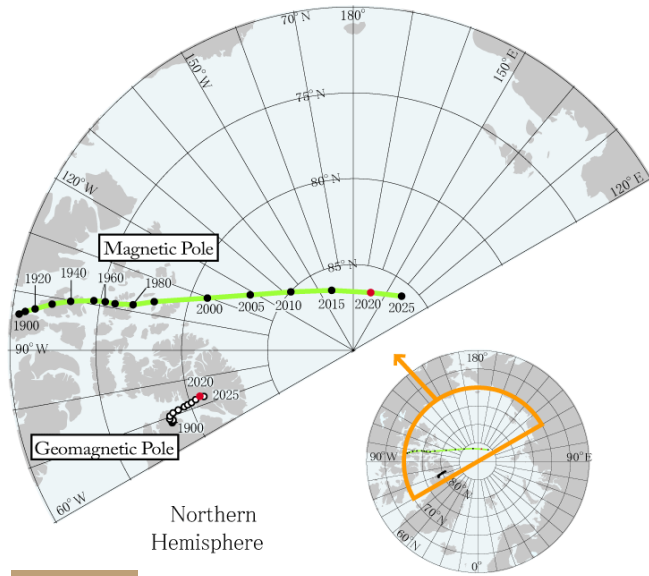 70° N
180°
150° W
150° E
75° N
120° W
80° N
120° E
Magnetic Pole
85° N
1920
1940
1960
1980
1900
2000
2005
2010
2015
2020
2025
90° W
180°
2020
2025
1900
Geomagnetic Pole
90° W
90° E
80° N
60° W
70° N
Northern
Hemisphere
60° N
0°